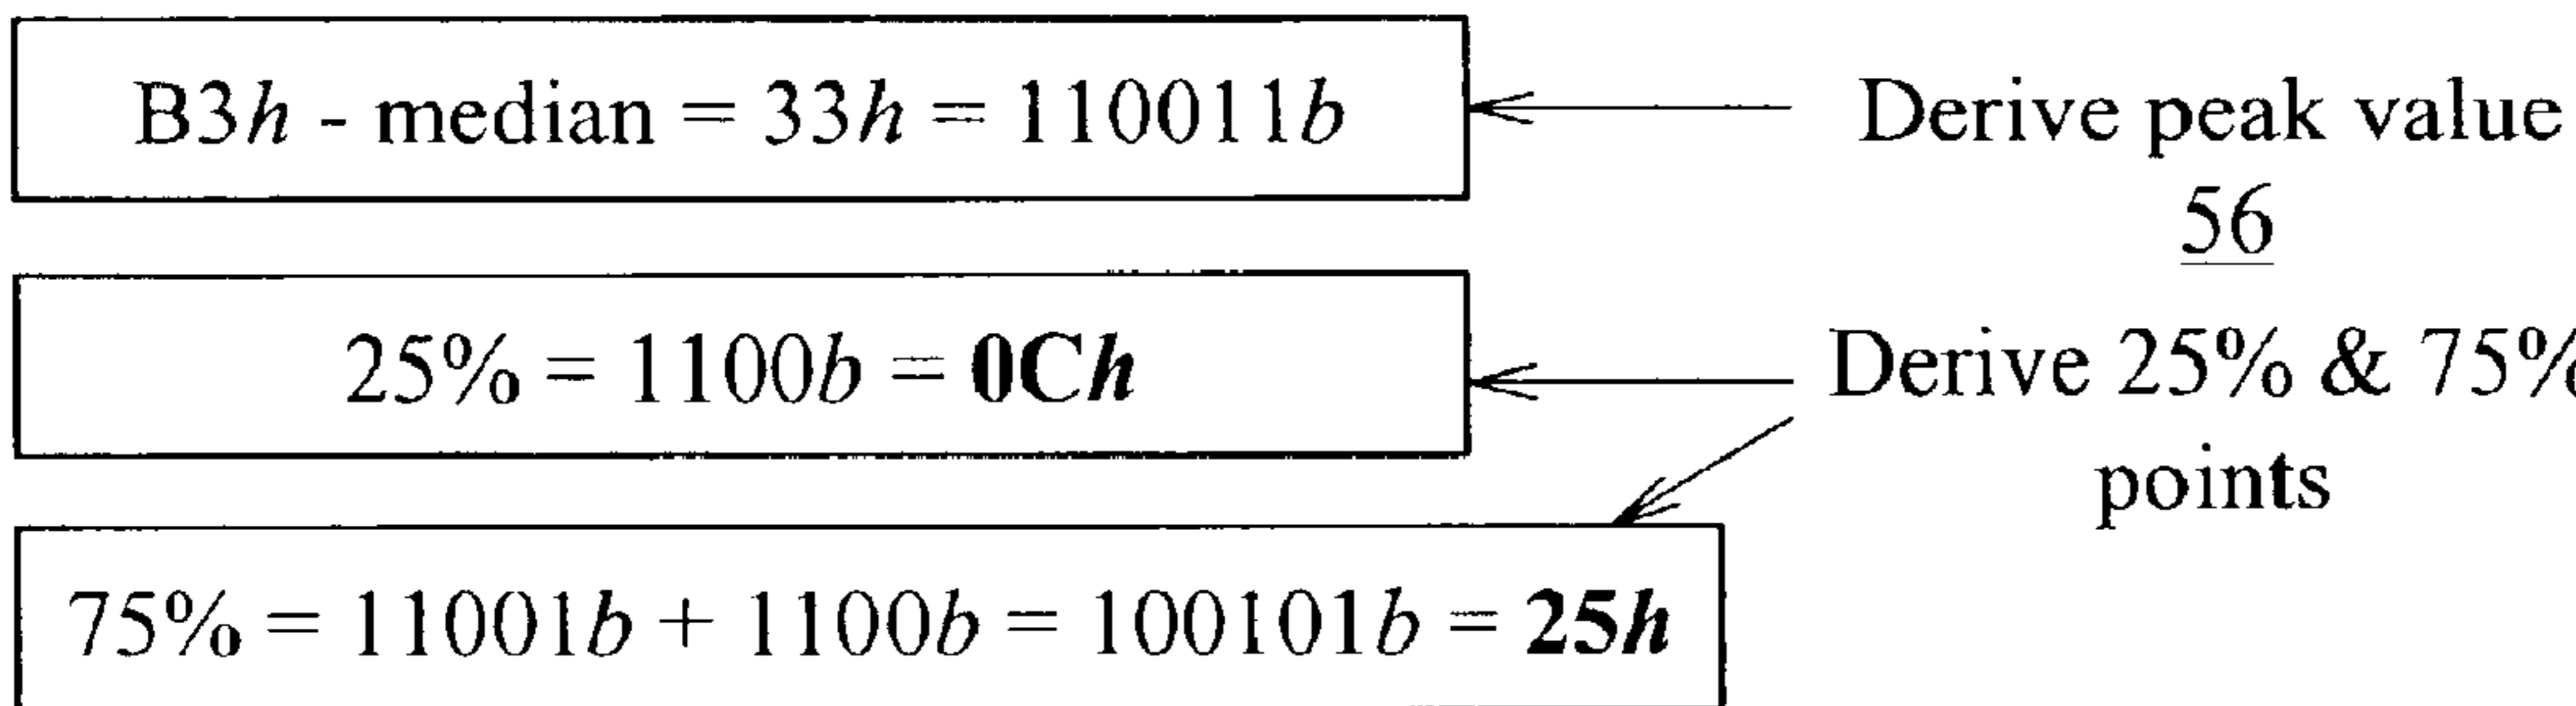 B3h - median = 33h = 110011b
Derive peak value
56
25% = 1100b = 0Ch
Derive 25% & 75%
points
75% = 11001b + 1100b = 100101b = 25h